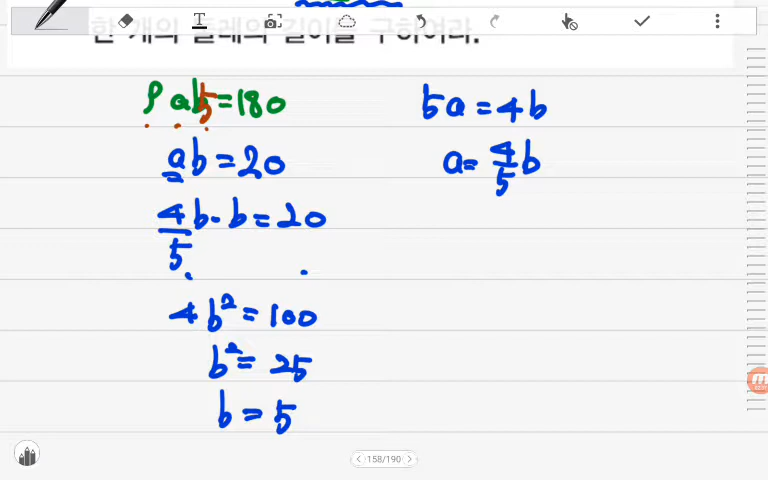 한 개의 둘레의 길이를 구하여라.
9ab=180
5a=4b
ab=20
a=4/5b
4/5b·b=20
4b²=100
b²=25
b=5
158/190